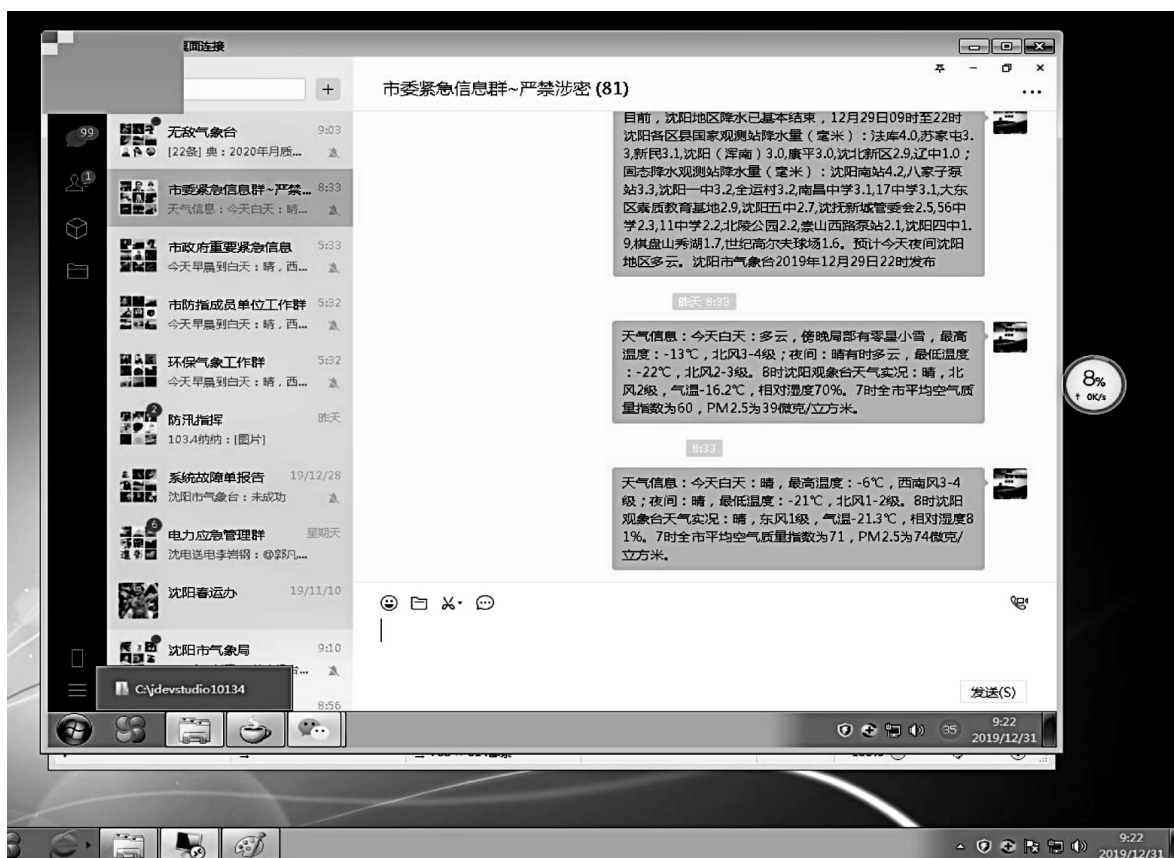 桌面连接
市委紧急信息群~严禁涉密 (81)
99
1
无敌气象台 9:03
[22条] 典：2020年月质...
市委紧急信息群~严禁... 8:33
天气信息：今天白天：晴...
市政府重要紧急信息 5:33
今天早晨到白天：晴，西...
市防指成员单位工作群 5:32
今天早晨到白天：晴，西...
环保气象工作群 5:32
今天早晨到白天：晴，西...
2
防汛指挥 昨天
103.4纳纳：[图片]
系统故障单报告 19/12/28
沈阳市气象台：未成功
6
电力应急管理群 星期天
沈电送电李岩钢：@郭凡...
沈阳春运办 19/11/10
沈阳市气象局 9:10
8:56
目前，沈阳地区降水已基本结束，12月29日09时至22时
沈阳各区县国家观测站降水量（毫米）：法库4.0,苏家屯3.
3,新民3.1,沈阳（浑南）3.0,康平3.0,沈北新区2.9,辽中1.0；
固态降水观测站降水量（毫米）：沈阳南站4.2,八家子泵
站3.3,沈阳一中3.2,全运村3.2,南昌中学3.1,17中学3.1,大东
区素质教育基地2.9,沈阳五中2.7,沈抚新城管委会2.5,56中
学2.3,11中学2.2,北陵公园2.2,崇山西路泵站2.1,沈阳四中1.
9,棋盘山秀湖1.7,世纪高尔夫球场1.6。预计今天夜间沈阳
地区多云。沈阳市气象台2019年12月29日22时发布
昨天 8:33
天气信息：今天白天：多云，傍晚局部有零星小雪，最高
温度：-13℃，北风3-4级；夜间：晴有时多云，最低温度
：-22℃，北风2-3级。8时沈阳观象台天气实况：晴，北
风2级，气温-16.2℃，相对湿度70%。7时全市平均空气质
量指数为60，PM2.5为39微克/立方米。
8:33
天气信息：今天白天：晴，最高温度：-6℃，西南风3-4
级；夜间：晴，最低温度：-21℃，北风1-2级。8时沈阳
观象台天气实况：晴，东风1级，气温-21.3℃，相对湿度8
1%。7时全市平均空气质量指数为71，PM2.5为74微克/
立方米。
发送(S)
C:\jdevstudio10134
8%
↑ 0K/s
35
9:22
2019/12/31
9:22
2019/12/31